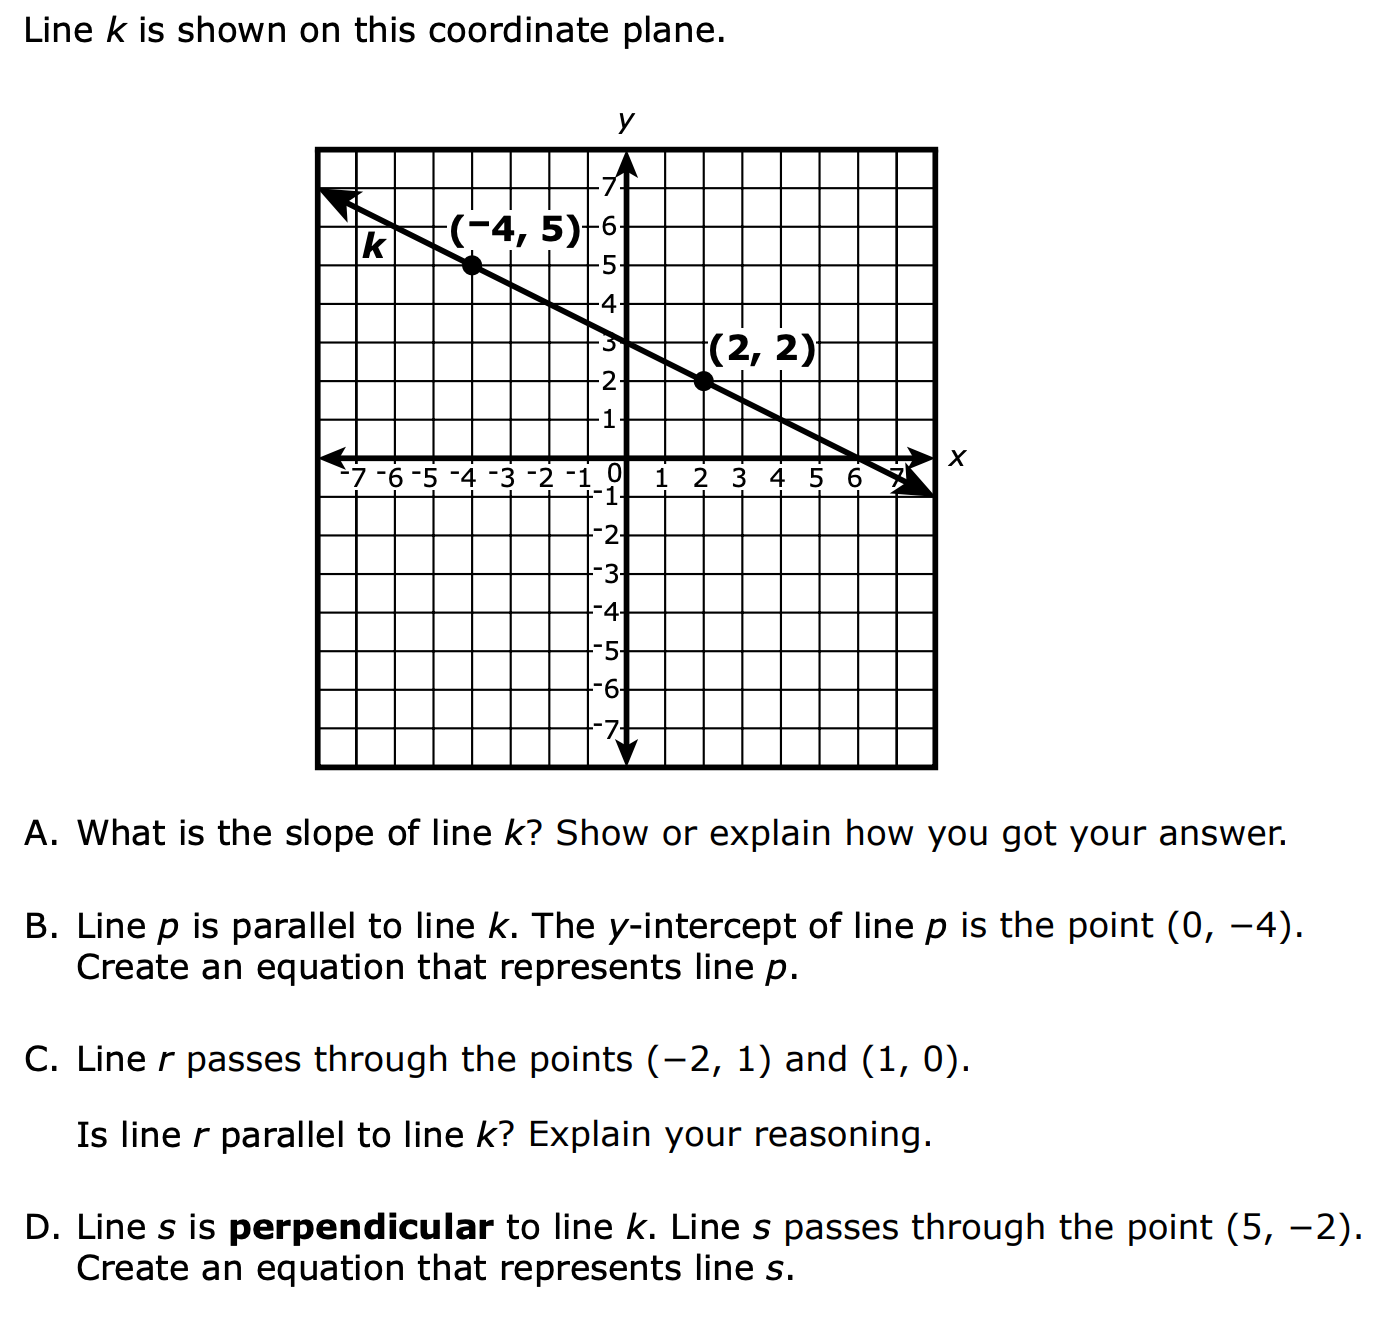 Line k is shown on this coordinate plane.
y
7
(−4, 5) 6
k
5
4
3 (2, 2)
2
1
x
-7 -6 -5 -4 -3 -2 -1 0 1 2 3 4 5 6 7
-1
-2
-3
-4
-5
-6
-7
A. What is the slope of line k? Show or explain how you got your answer.
B. Line p is parallel to line k. The y-intercept of line p is the point (0, −4).
Create an equation that represents line p.
C. Line r passes through the points (−2, 1) and (1, 0).
Is line r parallel to line k? Explain your reasoning.
D. Line s is perpendicular to line k. Line s passes through the point (5, −2).
Create an equation that represents line s.